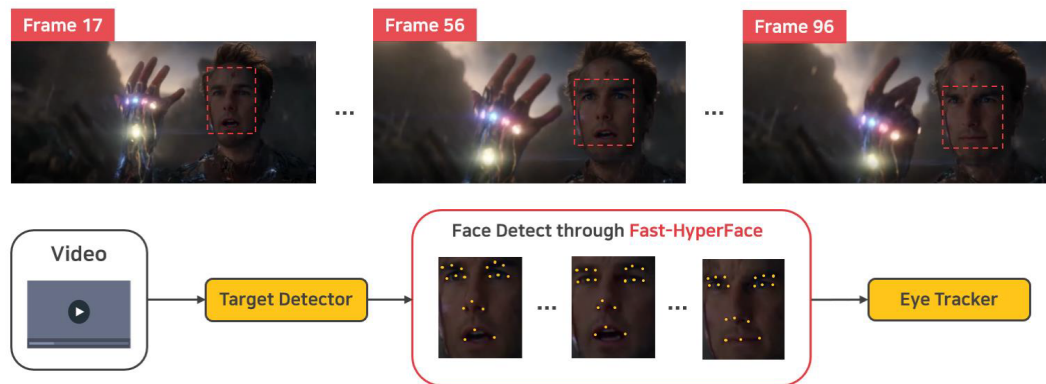 Frame 17
Frame 56
Frame 96
...
...
Video
Target Detector
Face Detect through Fast-HyperFace
...
...
Eye Tracker